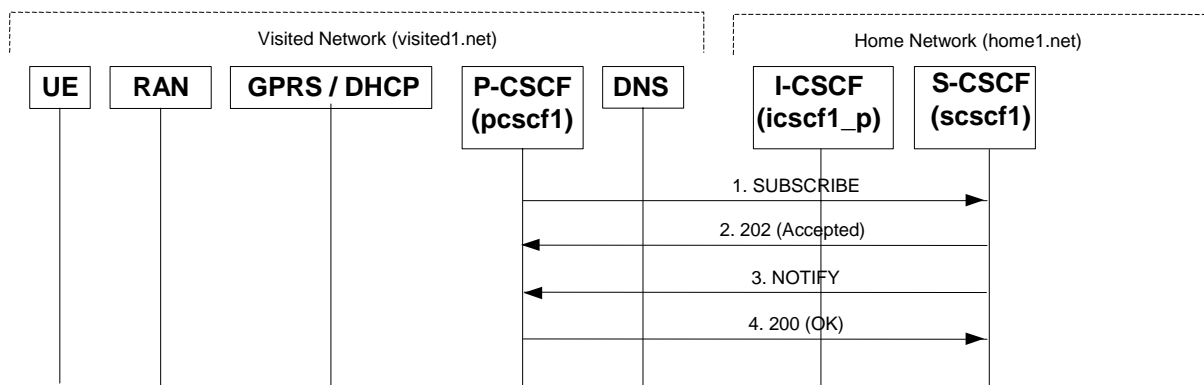 Visited Network (visited1.net)
Home Network (home1.net)
UE
RAN
GPRS / DHCP
P-CSCF
(pcscf1)
DNS
I-CSCF
(icscf1_p)
S-CSCF
(scscf1)
1. SUBSCRIBE
2. 202 (Accepted)
3. NOTIFY
4. 200 (OK)